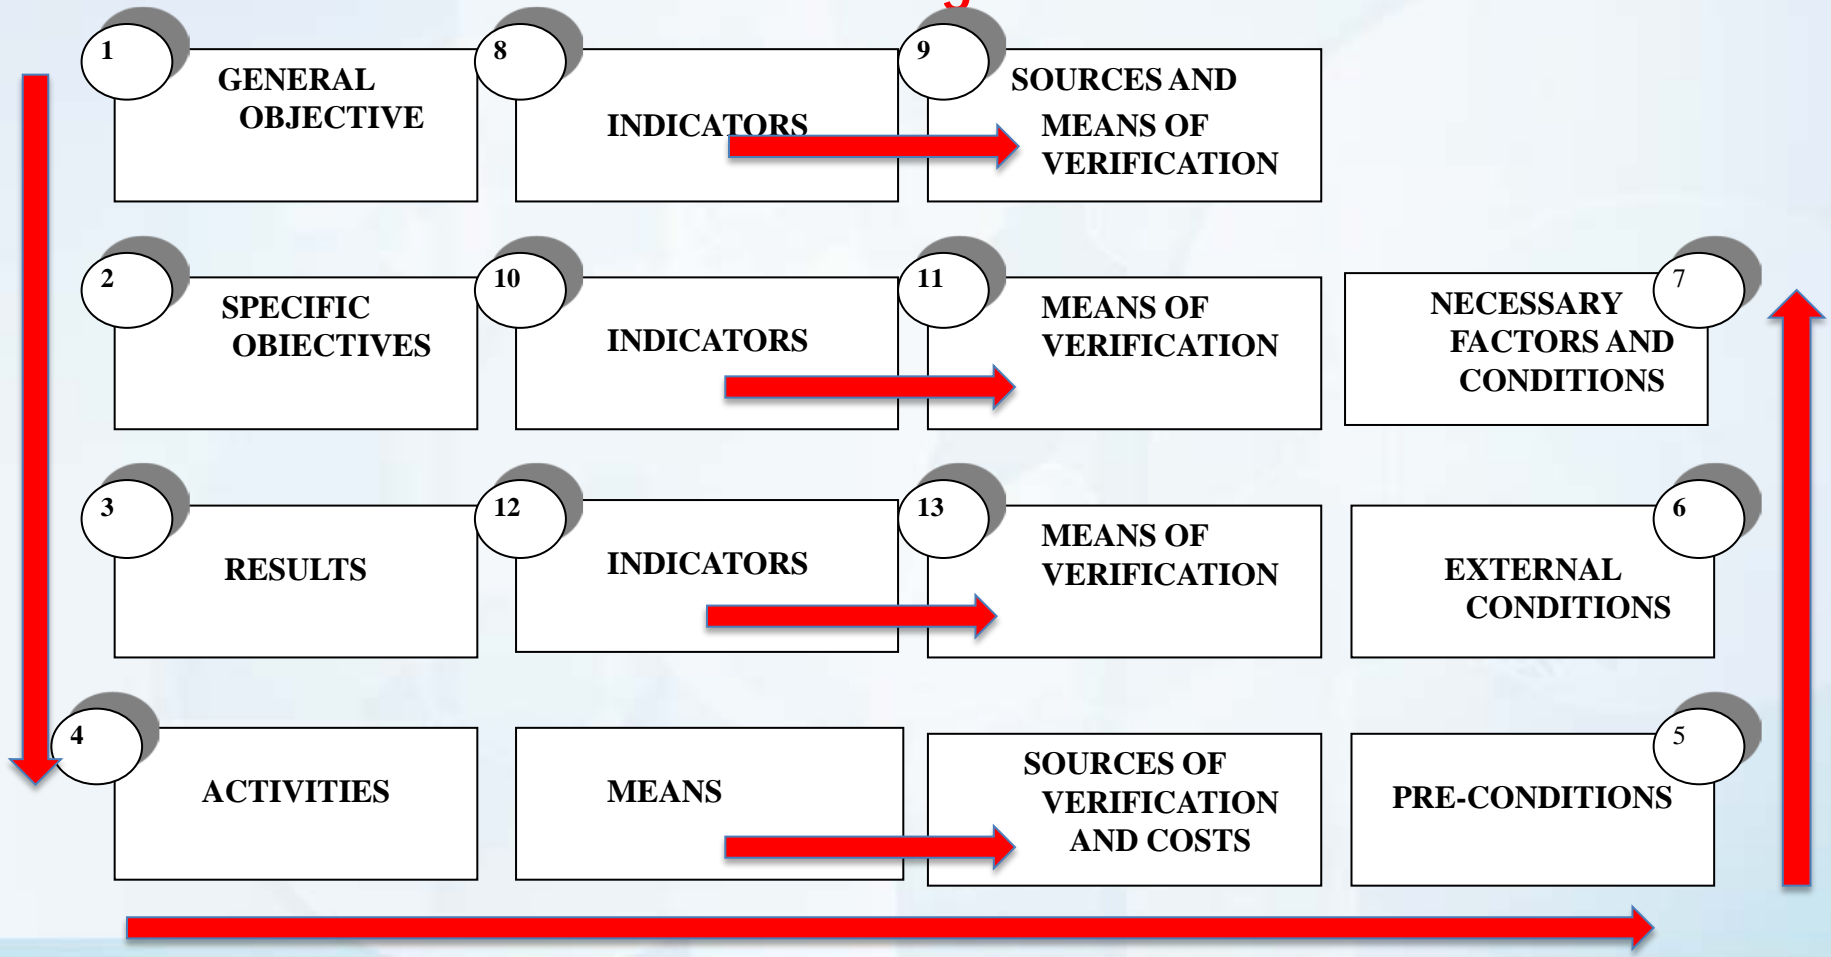 1
GENERAL
OBJECTIVE
8
INDICATORS
9
SOURCES AND
MEANS OF
VERIFICATION
2
SPECIFIC
OBIECTIVES
10
INDICATORS
11
MEANS OF
VERIFICATION
7
NECESSARY
FACTORS AND
CONDITIONS
3
RESULTS
12
INDICATORS
13
MEANS OF
VERIFICATION
6
EXTERNAL
CONDITIONS
4
ACTIVITIES
MEANS
SOURCES OF
VERIFICATION
AND COSTS
5
PRE-CONDITIONS